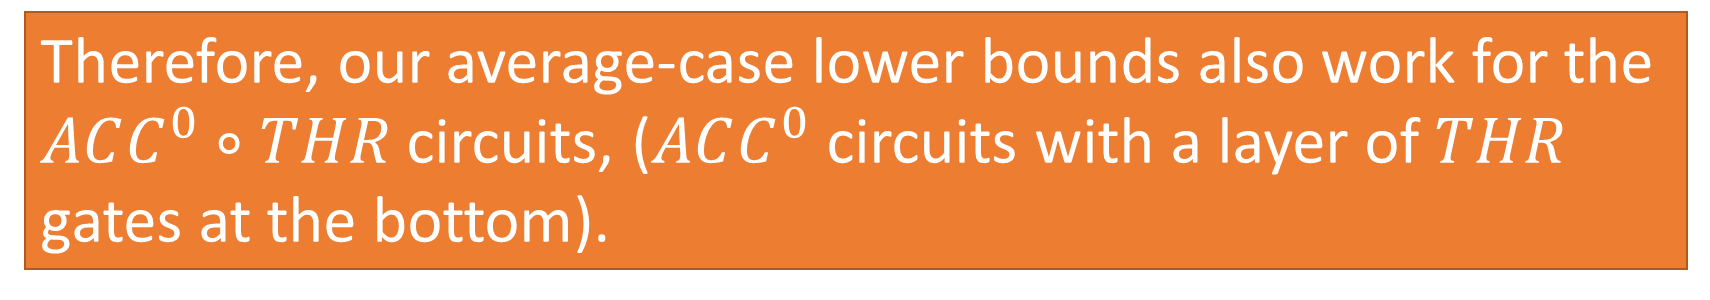 Therefore, our average-case lower bounds also work for the
ACC⁰ ∘ THR circuits, (ACC⁰ circuits with a layer of THR
gates at the bottom).